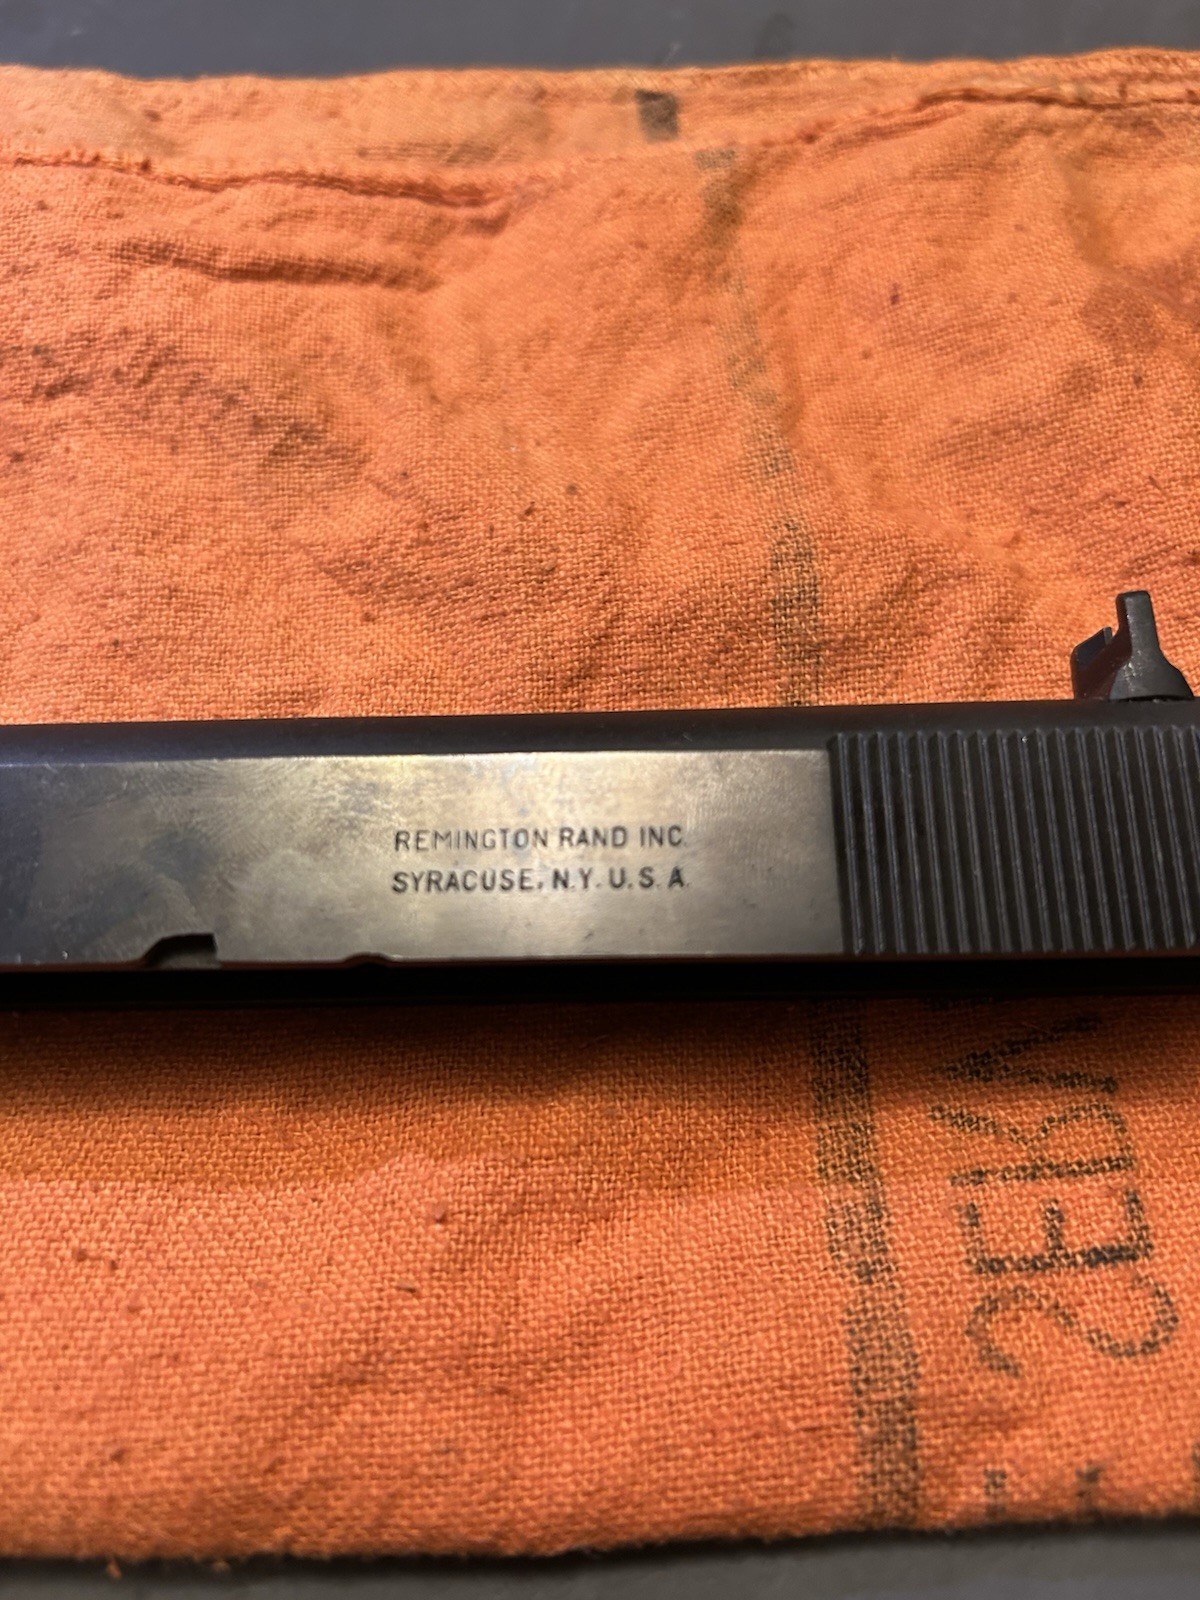 REMINGTON RAND INC.
SYRACUSE, N.Y. U.S.A.